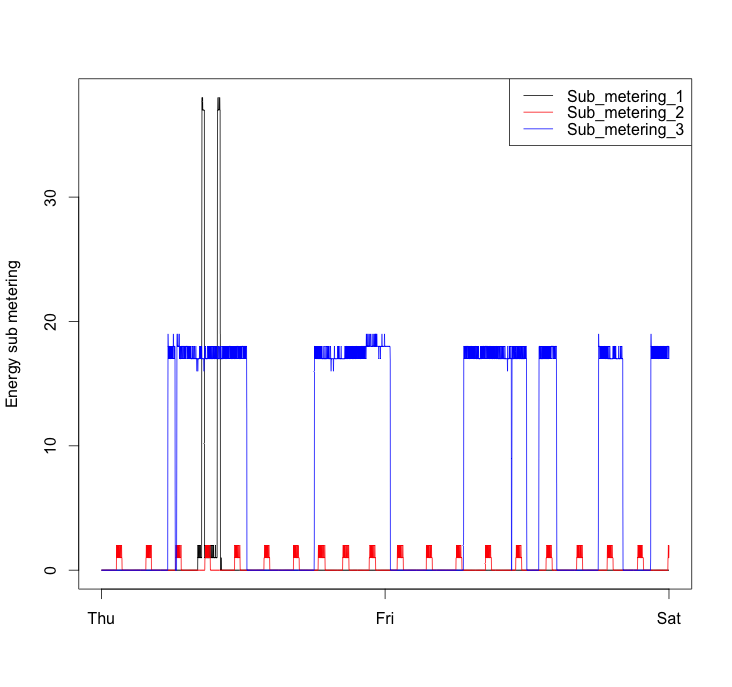 Sub_metering_1
Sub_metering_2
Sub_metering_3
Energy sub metering
30
20
10
0
Thu Fri Sat